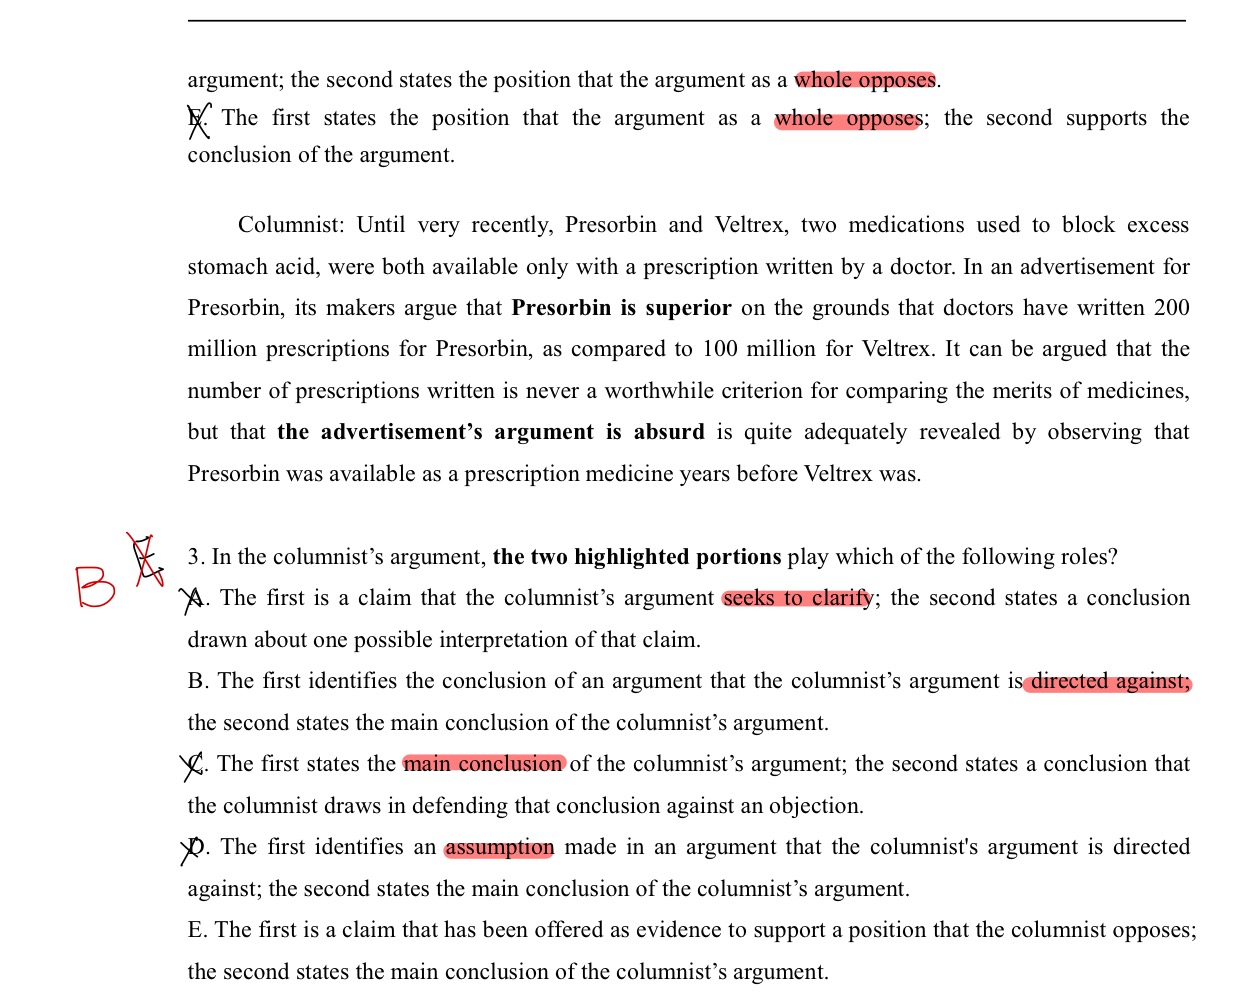 argument; the second states the position that the argument as a whole opposes.
E. The first states the position that the argument as a whole opposes; the second supports the
conclusion of the argument.
Columnist: Until very recently, Presorbin and Veltrex, two medications used to block excess
stomach acid, were both available only with a prescription written by a doctor. In an advertisement for
Presorbin, its makers argue that Presorbin is superior on the grounds that doctors have written 200
million prescriptions for Presorbin, as compared to 100 million for Veltrex. It can be argued that the
number of prescriptions written is never a worthwhile criterion for comparing the merits of medicines,
but that the advertisement’s argument is absurd is quite adequately revealed by observing that
Presorbin was available as a prescription medicine years before Veltrex was.
B E 3. In the columnist’s argument, the two highlighted portions play which of the following roles?
A. The first is a claim that the columnist’s argument seeks to clarify; the second states a conclusion
drawn about one possible interpretation of that claim.
B. The first identifies the conclusion of an argument that the columnist’s argument is directed against;
the second states the main conclusion of the columnist’s argument.
C. The first states the main conclusion of the columnist’s argument; the second states a conclusion that
the columnist draws in defending that conclusion against an objection.
D. The first identifies an assumption made in an argument that the columnist's argument is directed
against; the second states the main conclusion of the columnist’s argument.
E. The first is a claim that has been offered as evidence to support a position that the columnist opposes;
the second states the main conclusion of the columnist’s argument.